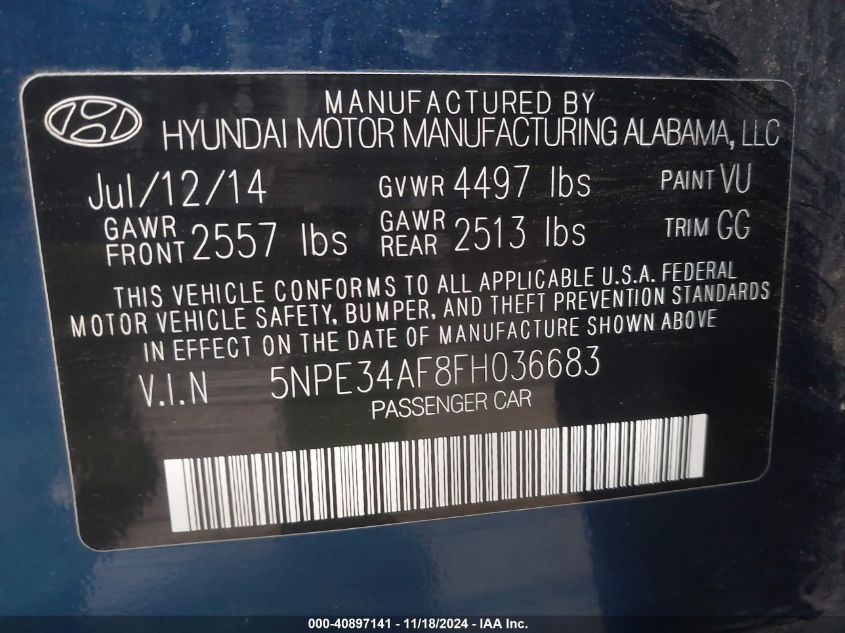 MANUFACTURED BY
HYUNDAI MOTOR MANUFACTURING ALABAMA, LLC
Jul/12/14 GVWR 4497 lbs PAINT VU
GAWR FRONT 2557 lbs GAWR REAR 2513 lbs TRIM GG
THIS VEHICLE CONFORMS TO ALL APPLICABLE U.S.A. FEDERAL
MOTOR VEHICLE SAFETY, BUMPER, AND THEFT PREVENTION STANDARDS
IN EFFECT ON THE DATE OF MANUFACTURE SHOWN ABOVE
V.I.N 5NPE34AF8FH036683
PASSENGER CAR
000-40897141 - 11/18/2024 - IAA Inc.